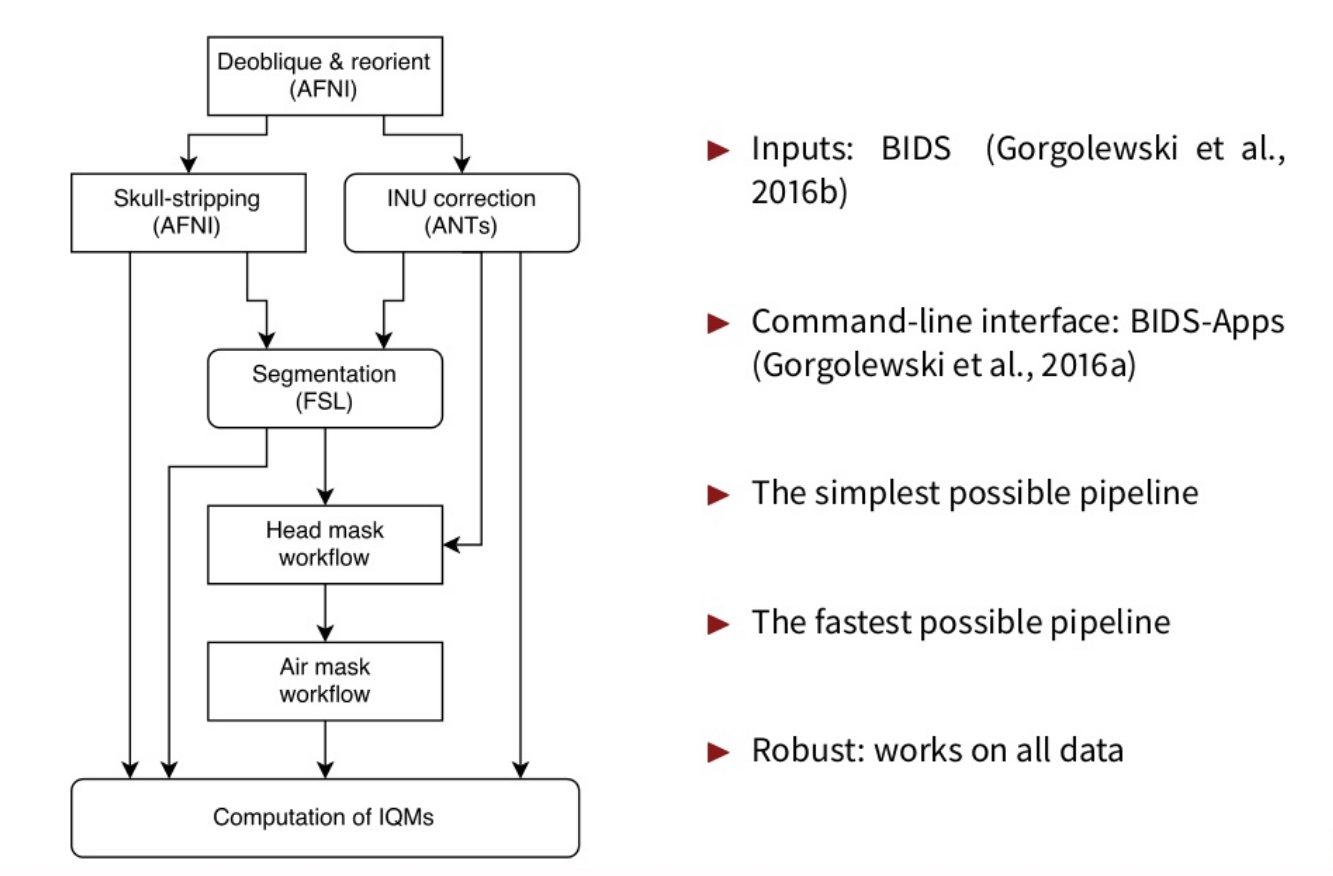 Deoblique & reorient
(AFNI)
Skull-stripping
(AFNI)
INU correction
(ANTs)
Segmentation
(FSL)
Head mask
workflow
Air mask
workflow
Computation of IQMs
Inputs: BIDS (Gorgolewski et al.,
2016b)
Command-line interface: BIDS-Apps
(Gorgolewski et al., 2016a)
The simplest possible pipeline
The fastest possible pipeline
Robust: works on all data